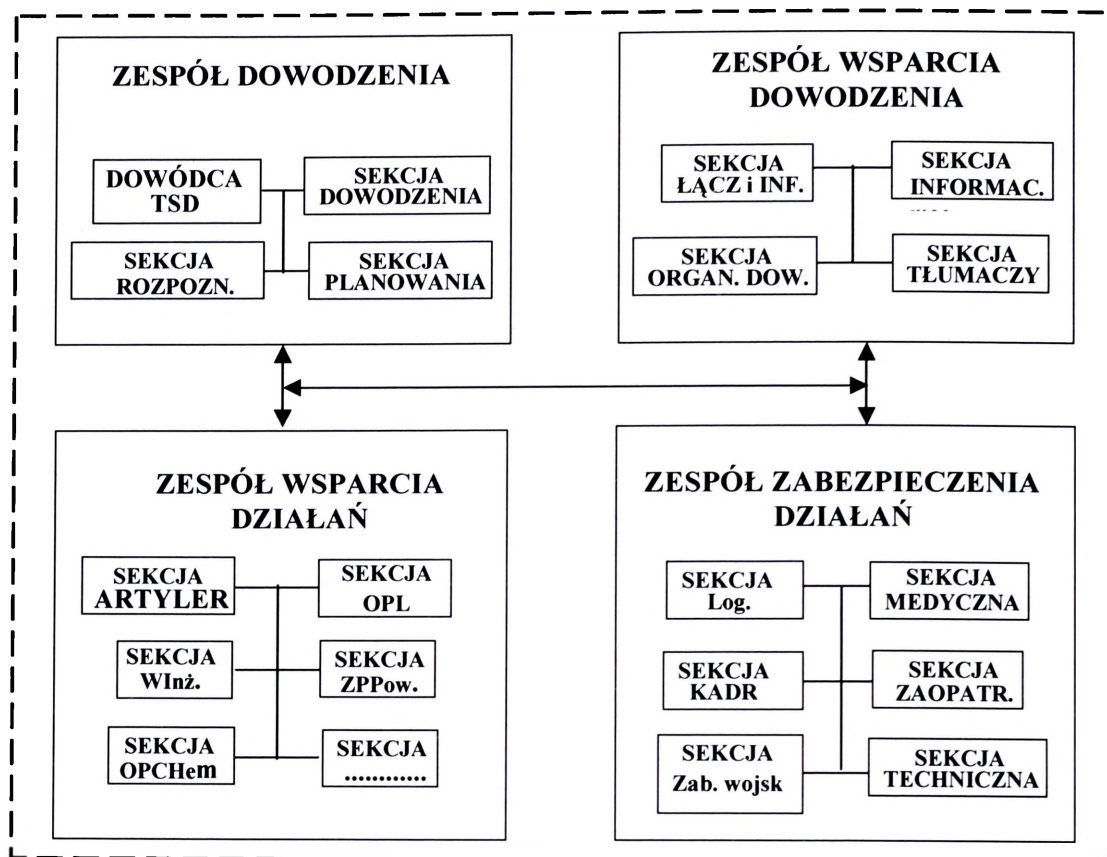 ZESPÓŁ DOWODZENIA
DOWÓDCA
TSD
SEKCJA
DOWODZENIA
SEKCJA
ROZPOZN.
SEKCJA
PLANOWANIA
ZESPÓŁ WSPARCIA
DOWODZENIA
SEKCJA
ŁĄCZ i INF.
SEKCJA
INFORMAC.
SEKCJA
ORGAN. DOW.
SEKCJA
TŁUMACZY
ZESPÓŁ WSPARCIA
DZIAŁAŃ
SEKCJA
ARTYLER
SEKCJA
OPL
SEKCJA
WInż.
SEKCJA
ZPPow.
SEKCJA
OPCHem
SEKCJA
.............
ZESPÓŁ ZABEZPIECZENIA
DZIAŁAŃ
SEKCJA
Log.
SEKCJA
MEDYCZNA
SEKCJA
KADR
SEKCJA
ZAOPATR.
SEKCJA
Zab. wojsk
SEKCJA
TECHNICZNA